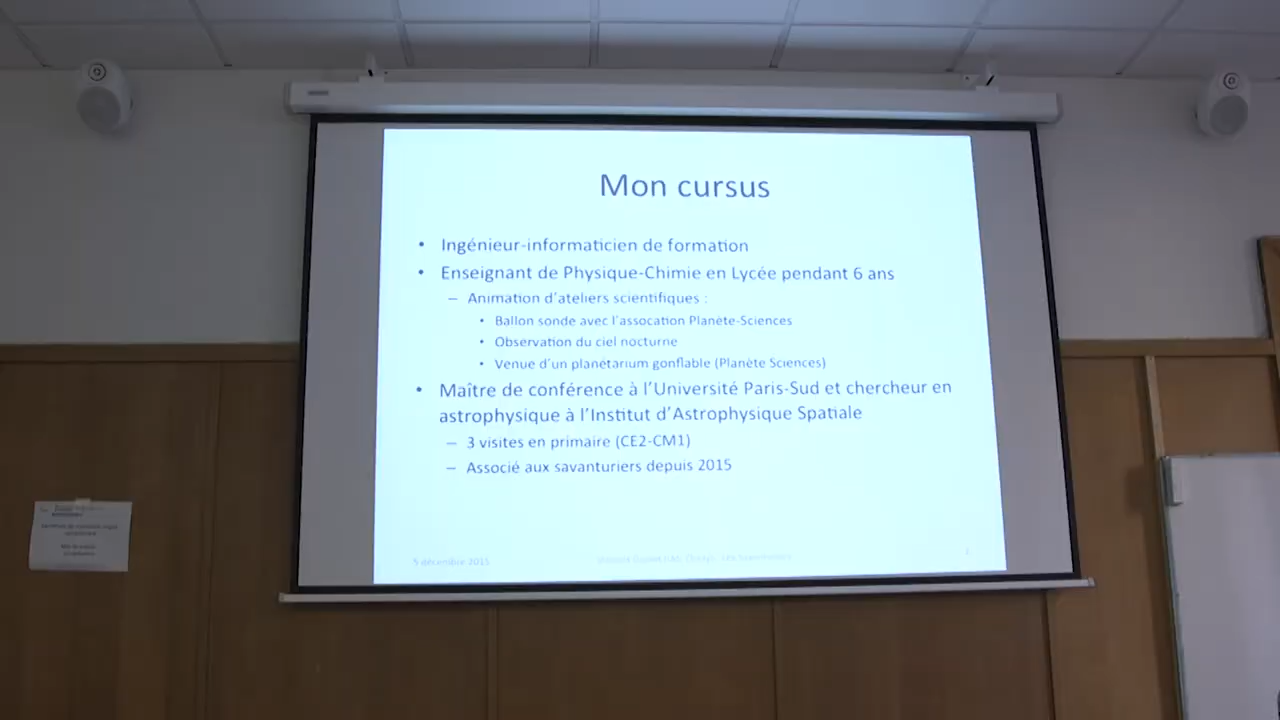 Mon cursus
• Ingénieur-informaticien de formation
• Enseignant de Physique-Chimie en Lycée pendant 6 ans
– Animation d'ateliers scientifiques :
• Ballon sonde avec l'assocation Planète-Sciences
• Observation du ciel nocturne
• Venue d'un planétarium gonflable (Planète Sciences)
• Maître de conférence à l'Université Paris-Sud et chercheur en
astrophysique à l'Institut d'Astrophysique Spatiale
– 3 visites en primaire (CE2-CM1)
– Associé aux savanturiers depuis 2015
5 décembre 2015